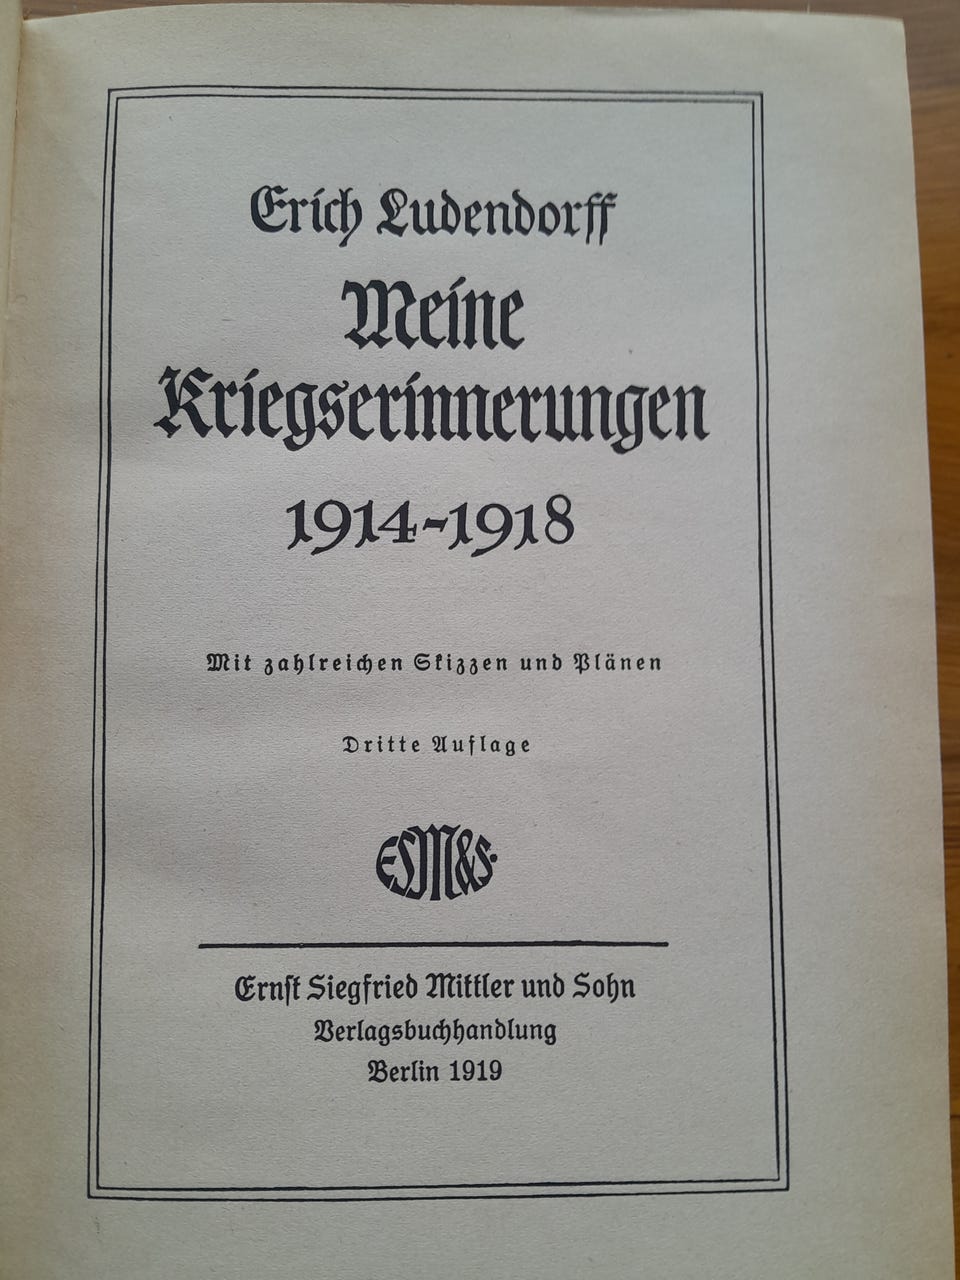 Erich Ludendorff
Meine
Kriegserinnerungen
1914-1918
Mit zahlreichen Skizzen und Plänen
Dritte Auflage
ESM&S.
Ernst Siegfried Mittler und Sohn
Verlagsbuchhandlung
Berlin 1919